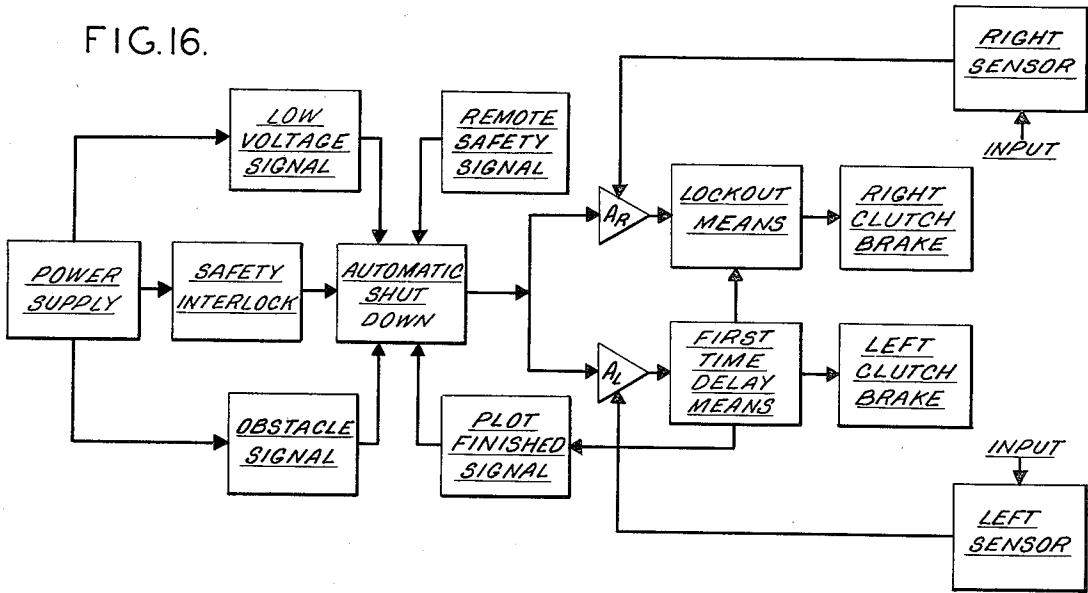 FIG. 16.
RIGHT
SENSOR
INPUT
LOW
VOLTAGE
SIGNAL
REMOTE
SAFETY
SIGNAL
AR
LOCKOUT
MEANS
RIGHT
CLUTCH
BRAKE
POWER
SUPPLY
SAFETY
INTERLOCK
AUTOMATIC
SHUT
DOWN
AL
FIRST
TIME
DELAY
MEANS
LEFT
CLUTCH
BRAKE
OBSTACLE
SIGNAL
PLOT
FINISHED
SIGNAL
INPUT
LEFT
SENSOR